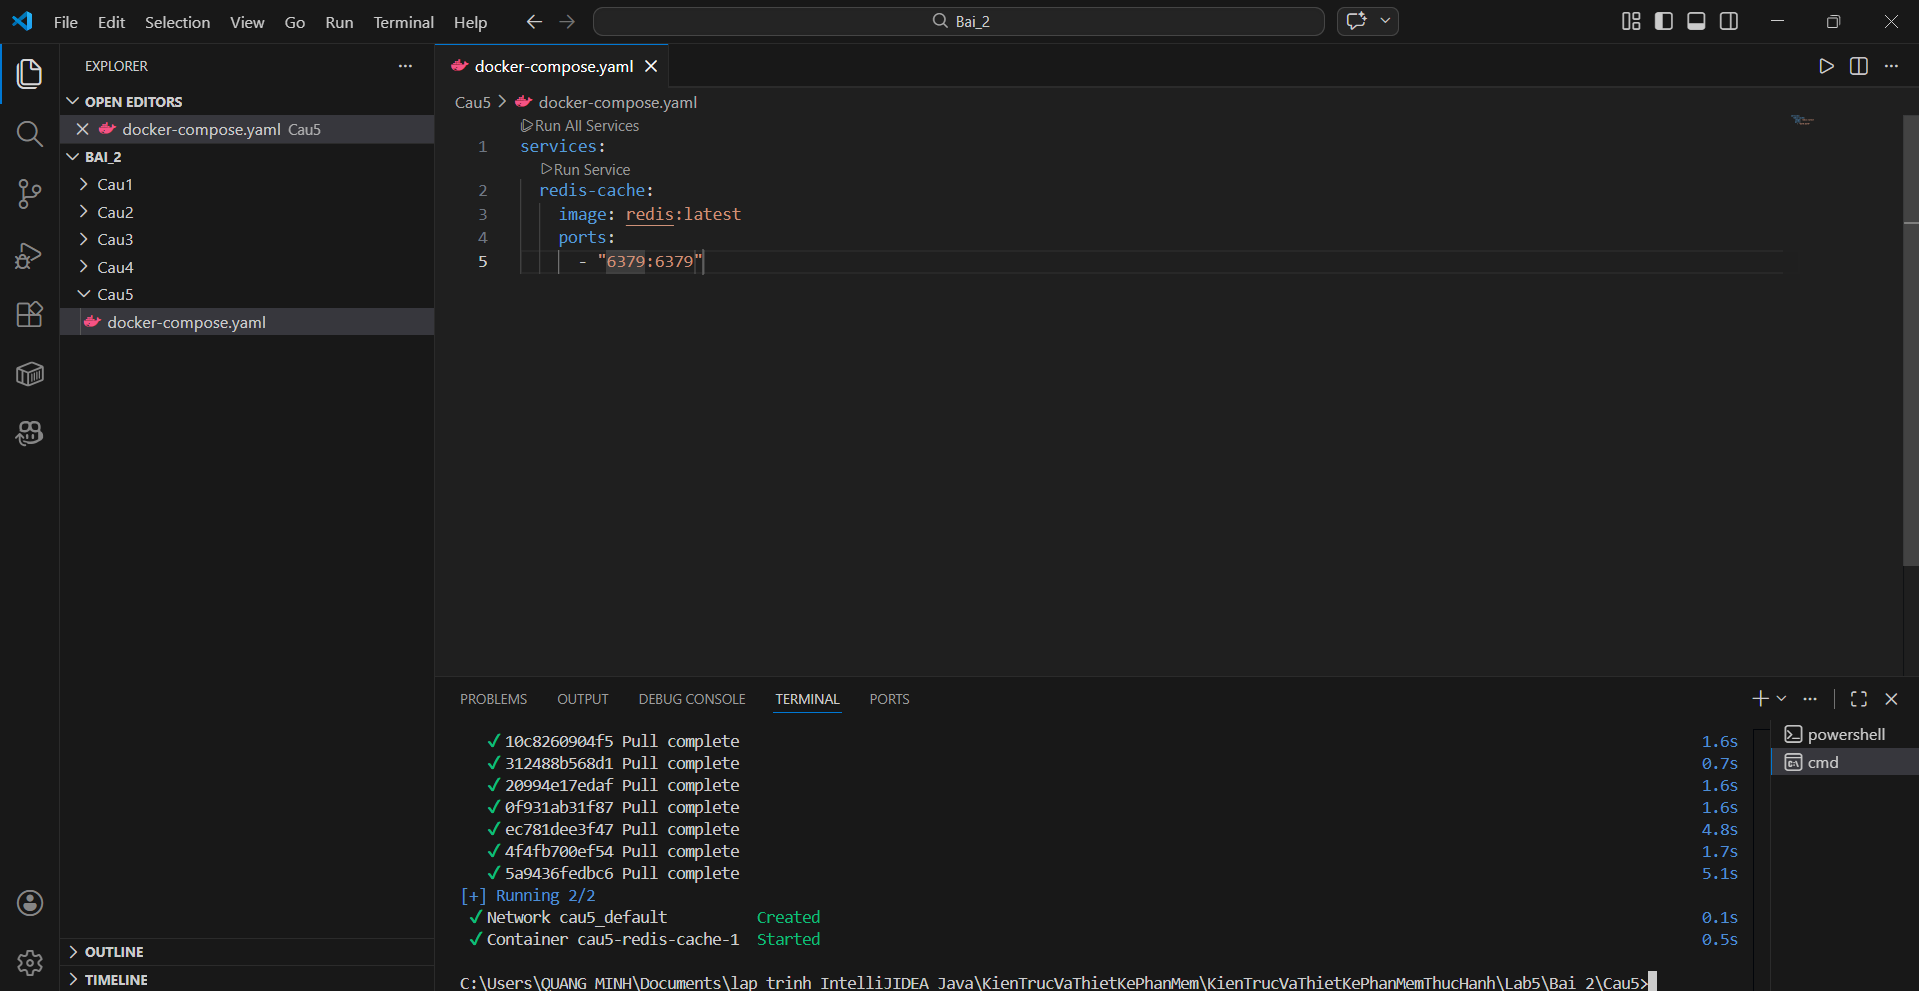 File Edit Selection View Go Run Terminal Help
Bai_2
EXPLORER
OPEN EDITORS
docker-compose.yaml Cau5
BAI_2
Cau1
Cau2
Cau3
Cau4
Cau5
docker-compose.yaml
OUTLINE
TIMELINE
docker-compose.yaml
Cau5 > docker-compose.yaml
Run All Services
1 services:
Run Service
2 redis-cache:
3 image: redis:latest
4 ports:
5 - "6379:6379"
PROBLEMS OUTPUT DEBUG CONSOLE TERMINAL PORTS
✓ 10c8260904f5 Pull complete 1.6s
✓ 312488b568d1 Pull complete 0.7s
✓ 20994e17edaf Pull complete 1.6s
✓ 0f931ab31f87 Pull complete 1.6s
✓ ec781dee3f47 Pull complete 4.8s
✓ 4f4fb700ef54 Pull complete 1.7s
✓ 5a9436fedbc6 Pull complete 5.1s
[+] Running 2/2
✓ Network cau5_default Created 0.1s
✓ Container cau5-redis-cache-1 Started 0.5s
C:\Users\QUANG MINH\Documents\lap trinh IntelliJIDEA Java\KienTrucVaThietKePhanMem\KienTrucVaThietKePhanMemThucHanh\Lab5\Bai_2\Cau5>
powershell
cmd